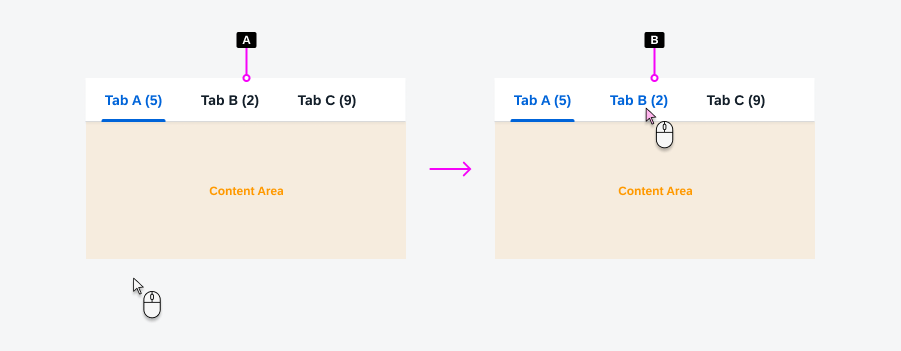 A
Tab A (5)
Tab B (2)
Tab C (9)
Content Area
B
Tab A (5)
Tab B (2)
Tab C (9)
Content Area